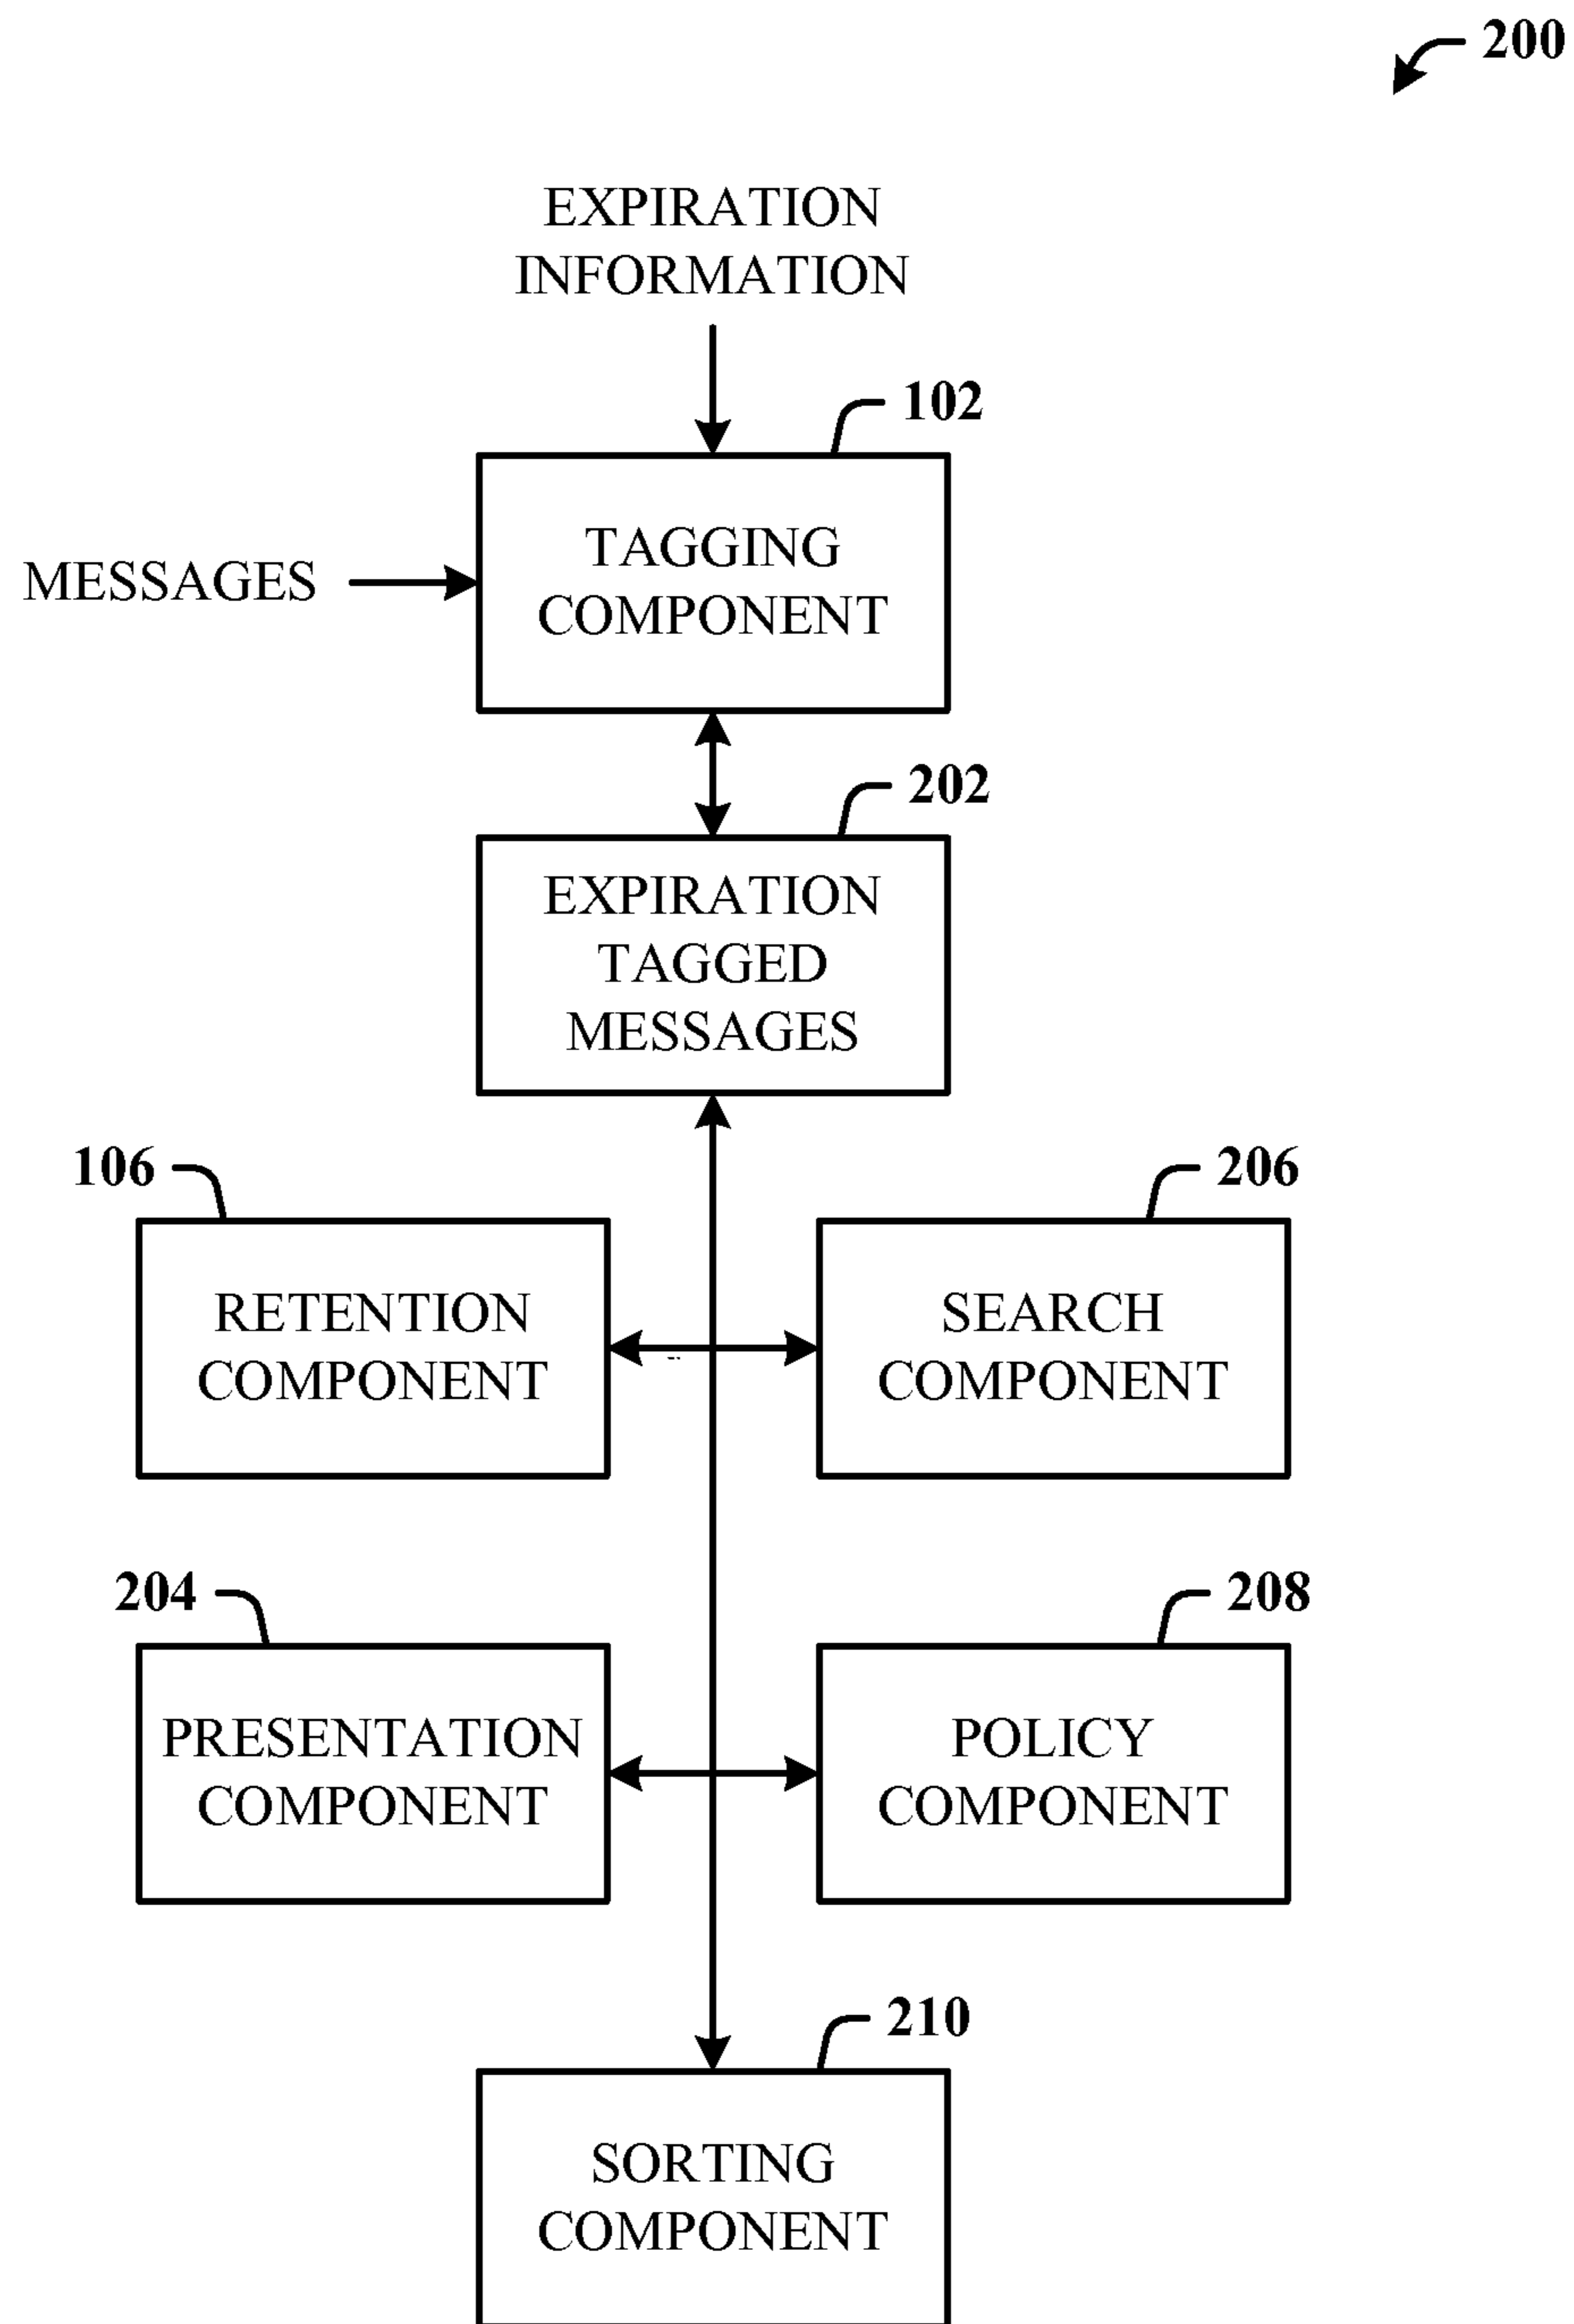 200
EXPIRATION
INFORMATION
102
MESSAGES
TAGGING
COMPONENT
202
EXPIRATION
TAGGED
MESSAGES
106
206
RETENTION
COMPONENT
SEARCH
COMPONENT
204
208
PRESENTATION
COMPONENT
POLICY
COMPONENT
210
SORTING
COMPONENT